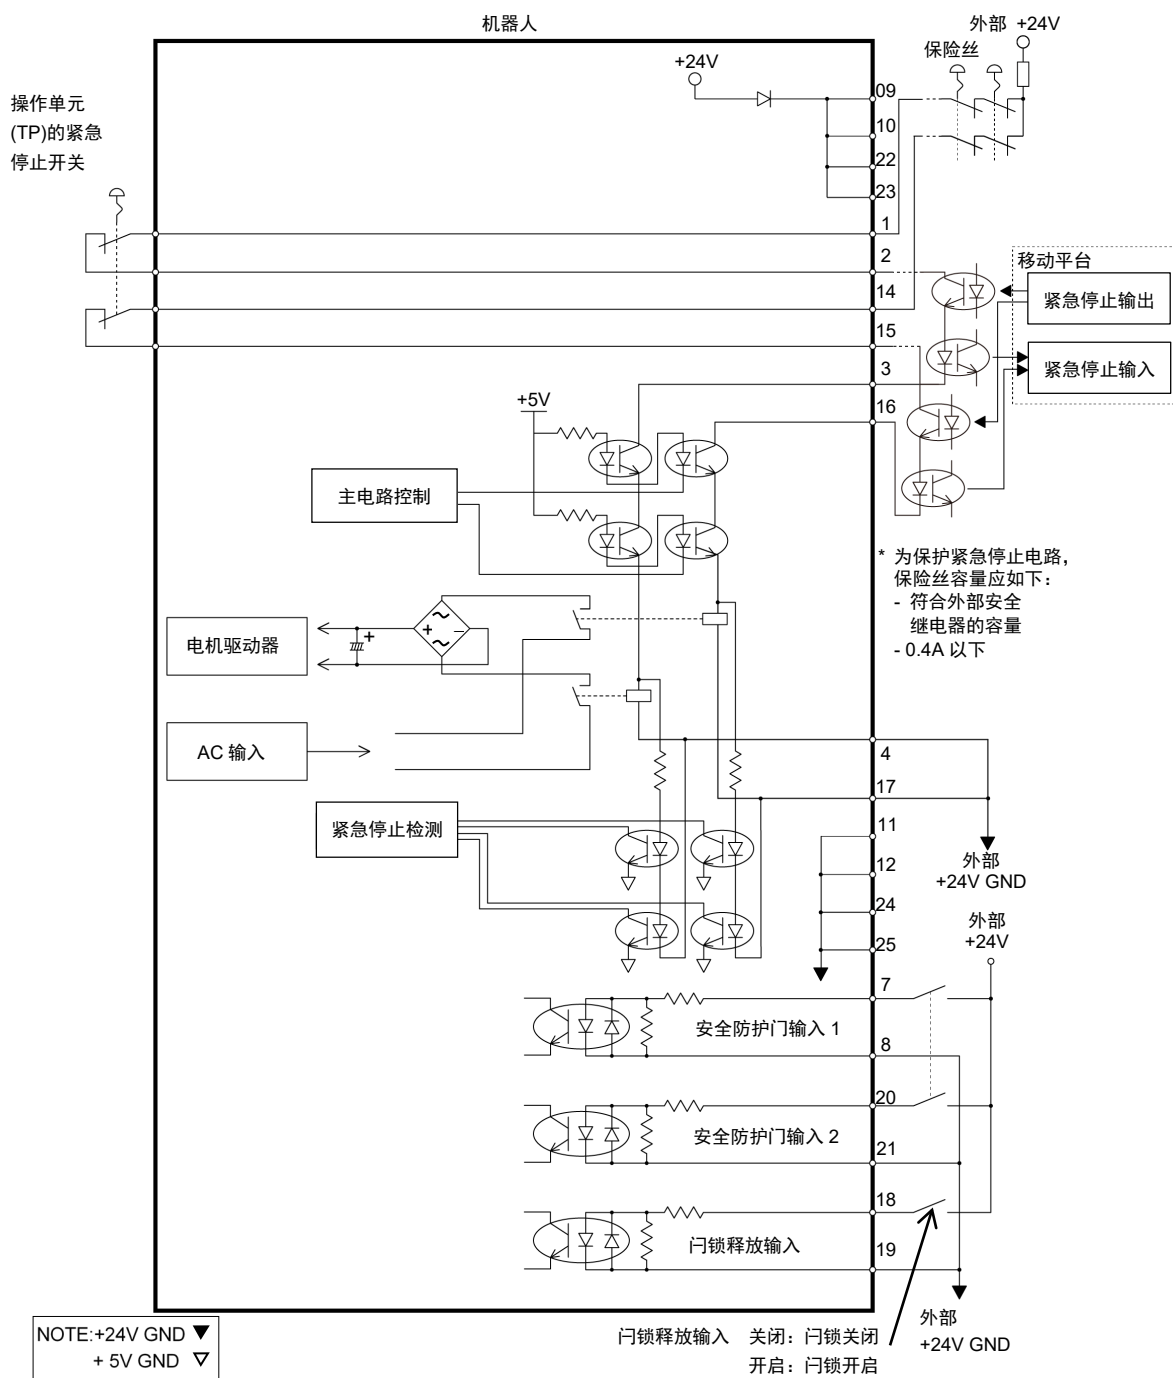 机器人
外部 +24V
保险丝
+24V
操作单元
(TP)的紧急
停止开关
09
10
22
23
1
2
14
15
3
16
移动平台
紧急停止输出
紧急停止输入
+5V
主电路控制
* 为保护紧急停止电路，
保险丝容量应如下：
- 符合外部安全
继电器的容量
- 0.4A 以下
电机驱动器
+
~
+
−
~
AC 输入
4
17
紧急停止检测
11
12
24
25
外部
+24V GND
外部
+24V
7
安全防护门输入 1
8
20
安全防护门输入 2
21
18
闩锁释放输入
19
外部
+24V GND
闩锁释放输入 关闭：闩锁关闭
开启：闩锁开启
NOTE:+24V GND ▼
+ 5V GND ▽